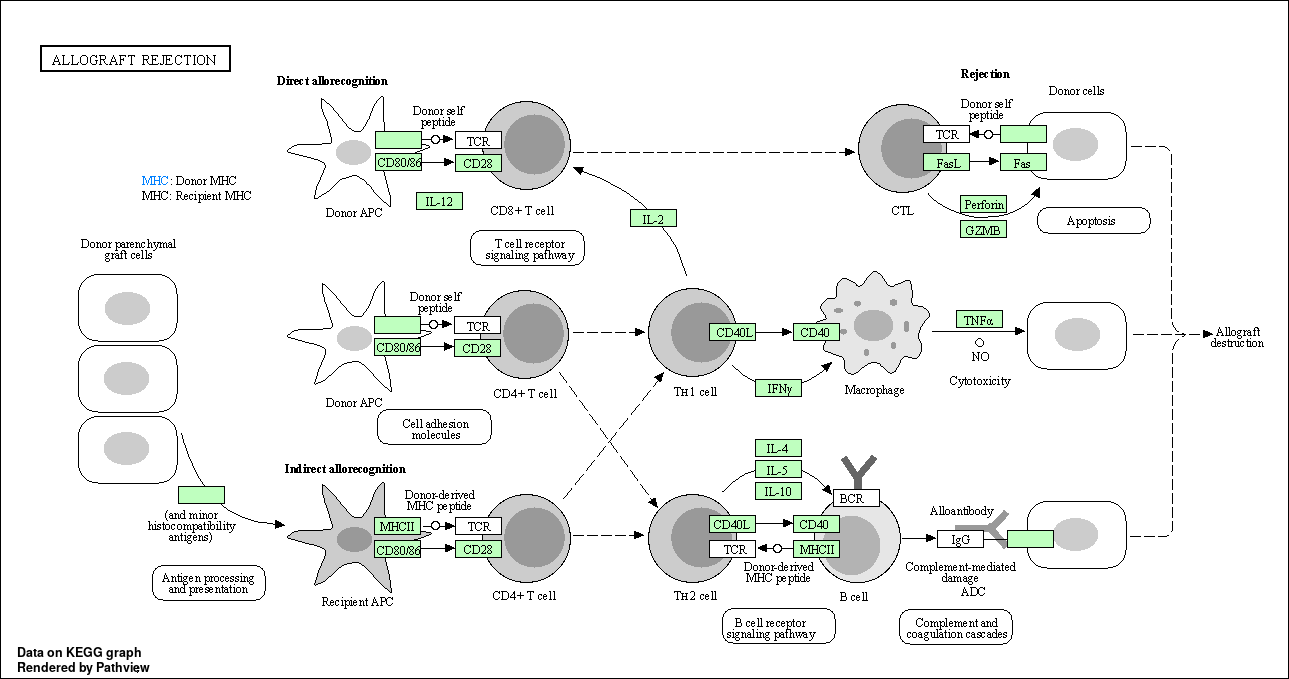 ALLOGRAFT REJECTION
Direct allorecognition
Donor self
peptide
TCR
CD80/86
CD28
IL-12
Donor APC
CD8+ T cell
T cell receptor
signaling pathway
MHC: Donor MHC
MHC: Recipient MHC
IL-2
Rejection
Donor self
peptide
Donor cells
TCR
FasL
Fas
CTL
Perforin
GZMB
Apoptosis
Donor parenchymal
graft cells
Donor self
peptide
TCR
CD80/86
CD28
Donor APC
CD4+ T cell
Cell adhesion
molecules
CD40L
CD40
IFNγ
TH1 cell
Macrophage
TNFα
NO
Cytotoxicity
Allograft
destruction
Indirect allorecognition
(and minor
histocompatibility
antigens)
Antigen processing
and presentation
Donor-derived
MHC peptide
MHCII
TCR
CD80/86
CD28
Recipient APC
CD4+ T cell
IL-4
IL-5
IL-10
BCR
CD40L
CD40
TCR
MHCII
Donor-derived
MHC peptide
TH2 cell
B cell
B cell receptor
signaling pathway
Alloantibody
IgG
Complement-mediated
damage
ADC
Complement and
coagulation cascades
Data on KEGG graph
Rendered by Pathview